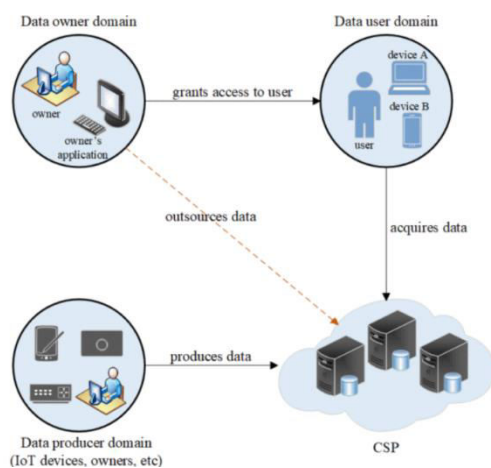 Data owner domain
Data user domain
device A
owner
owner's
application
grants access to user
device B
user
outsources data
acquires data
produces data
Data producer domain
(IoT devices, owners, etc)
CSP